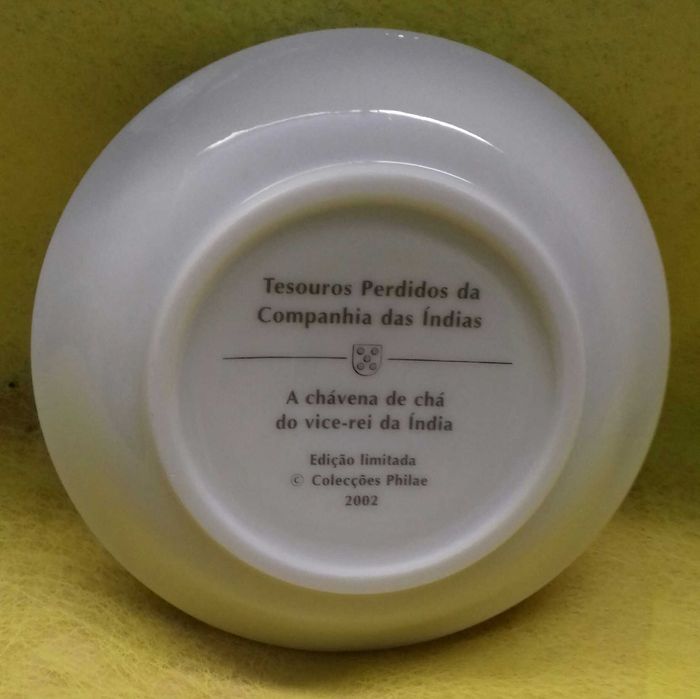 Tesouros Perdidos da
Companhia das Índias
A chávena de chá
do vice-rei da Índia
Edição limitada
© Colecções Philae
2002